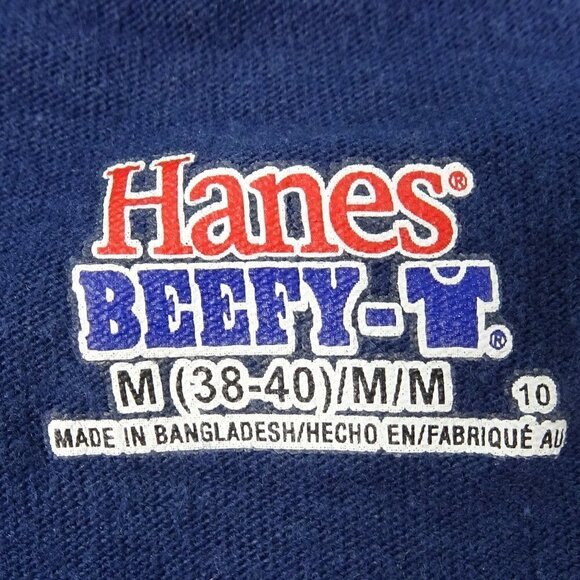 Hanes®
BEEFY-T®
M (38-40)/M/M 10
MADE IN BANGLADESH/HECHO EN/FABRIQUÉ AU